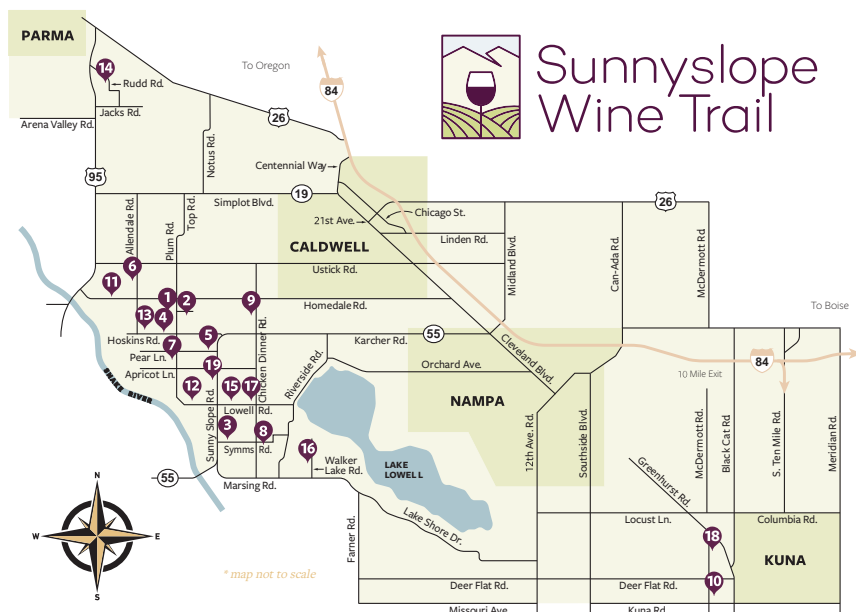 PARMA
14
Rudd Rd.
Jacks Rd.
Arena Valley Rd.
To Oregon
84
26
Sunnyslope
Wine Trail
95
Notus Rd.
Centennial Way
19
Simplot Blvd.
Allendale Rd.
Plum Rd.
Top Rd.
21st Ave.
Chicago St.
Linden Rd.
26
CALDWELL
Ustick Rd.
Midland Blvd.
Can-Ada Rd.
McDermott Rd.
6
11
1
2
9
Homedale Rd.
To Boise
13
4
Hoskins Rd.
5
Karcher Rd.
55
Cleveland Blvd.
7
Pear Ln.
Apricot Ln.
19
Chicken Dinner Rd.
Riverside Rd.
Orchard Ave.
84
10 Mile Exit
SNAKE RIVER
12
15
17
NAMPA
Sunny Slope Rd.
Lowell Rd.
3
8
Symms Rd.
16
Walker
Lake Rd.
LAKE
LOWELL
12th Ave. Rd.
Southside Blvd.
McDermott Rd.
Black Cat Rd.
S. Ten Mile Rd.
Meridian Rd.
Greenhurst Rd.
55
Marsing Rd.
N
W
E
S
* map not to scale
Farner Rd.
Lake Shore Dr.
Locust Ln.
Columbia Rd.
18
KUNA
10
Deer Flat Rd.
Deer Flat Rd.
Missouri Ave.
Kuna Rd.